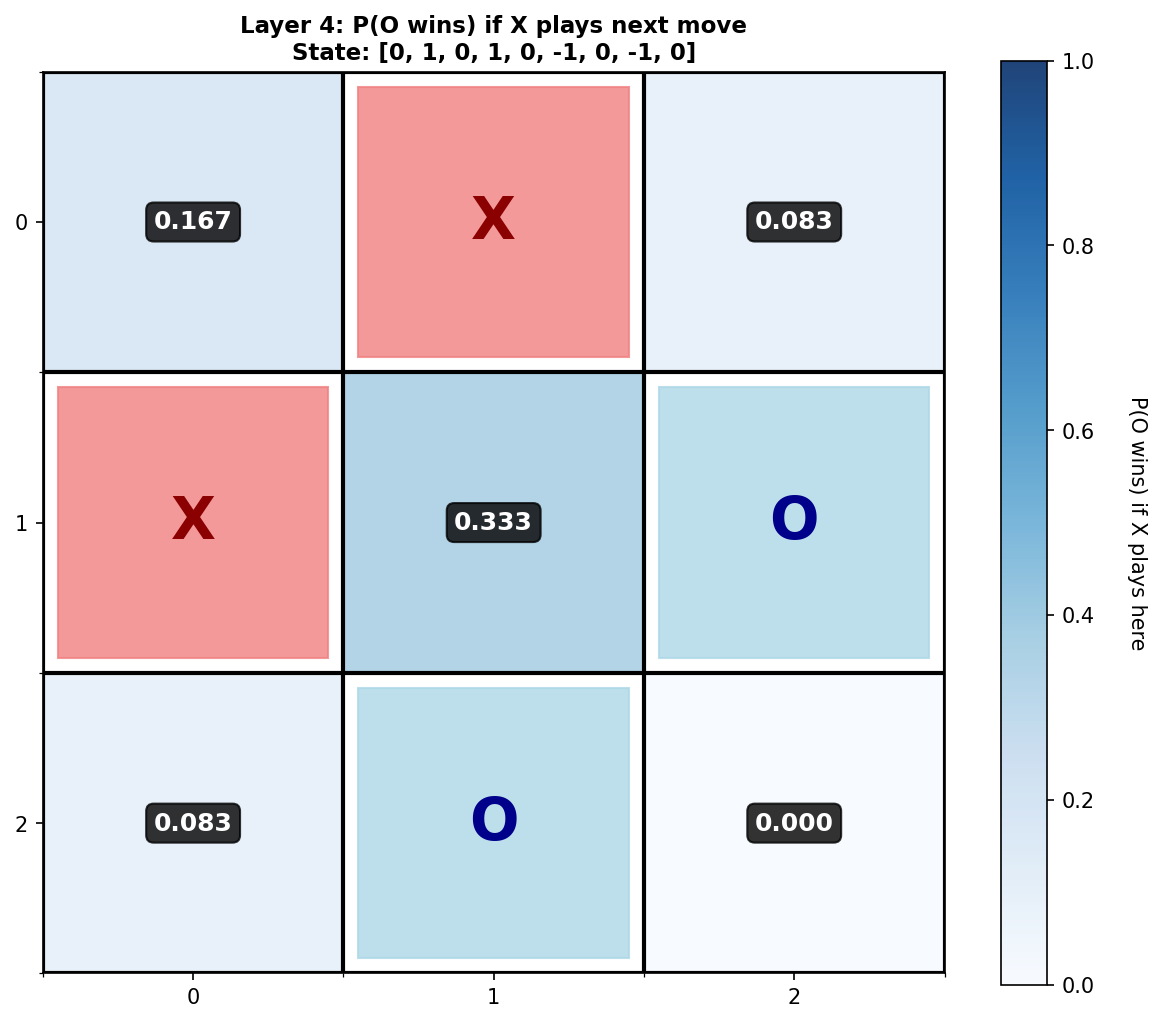 Layer 4: P(O wins) if X plays next move
State: [0, 1, 0, 1, 0, -1, 0, -1, 0]
0
0.167
X
0.083
1
X
0.333
O
2
0.083
O
0.000
0
1
2
1.0
0.8
0.6
0.4
0.2
0.0
P(O wins) if X plays here